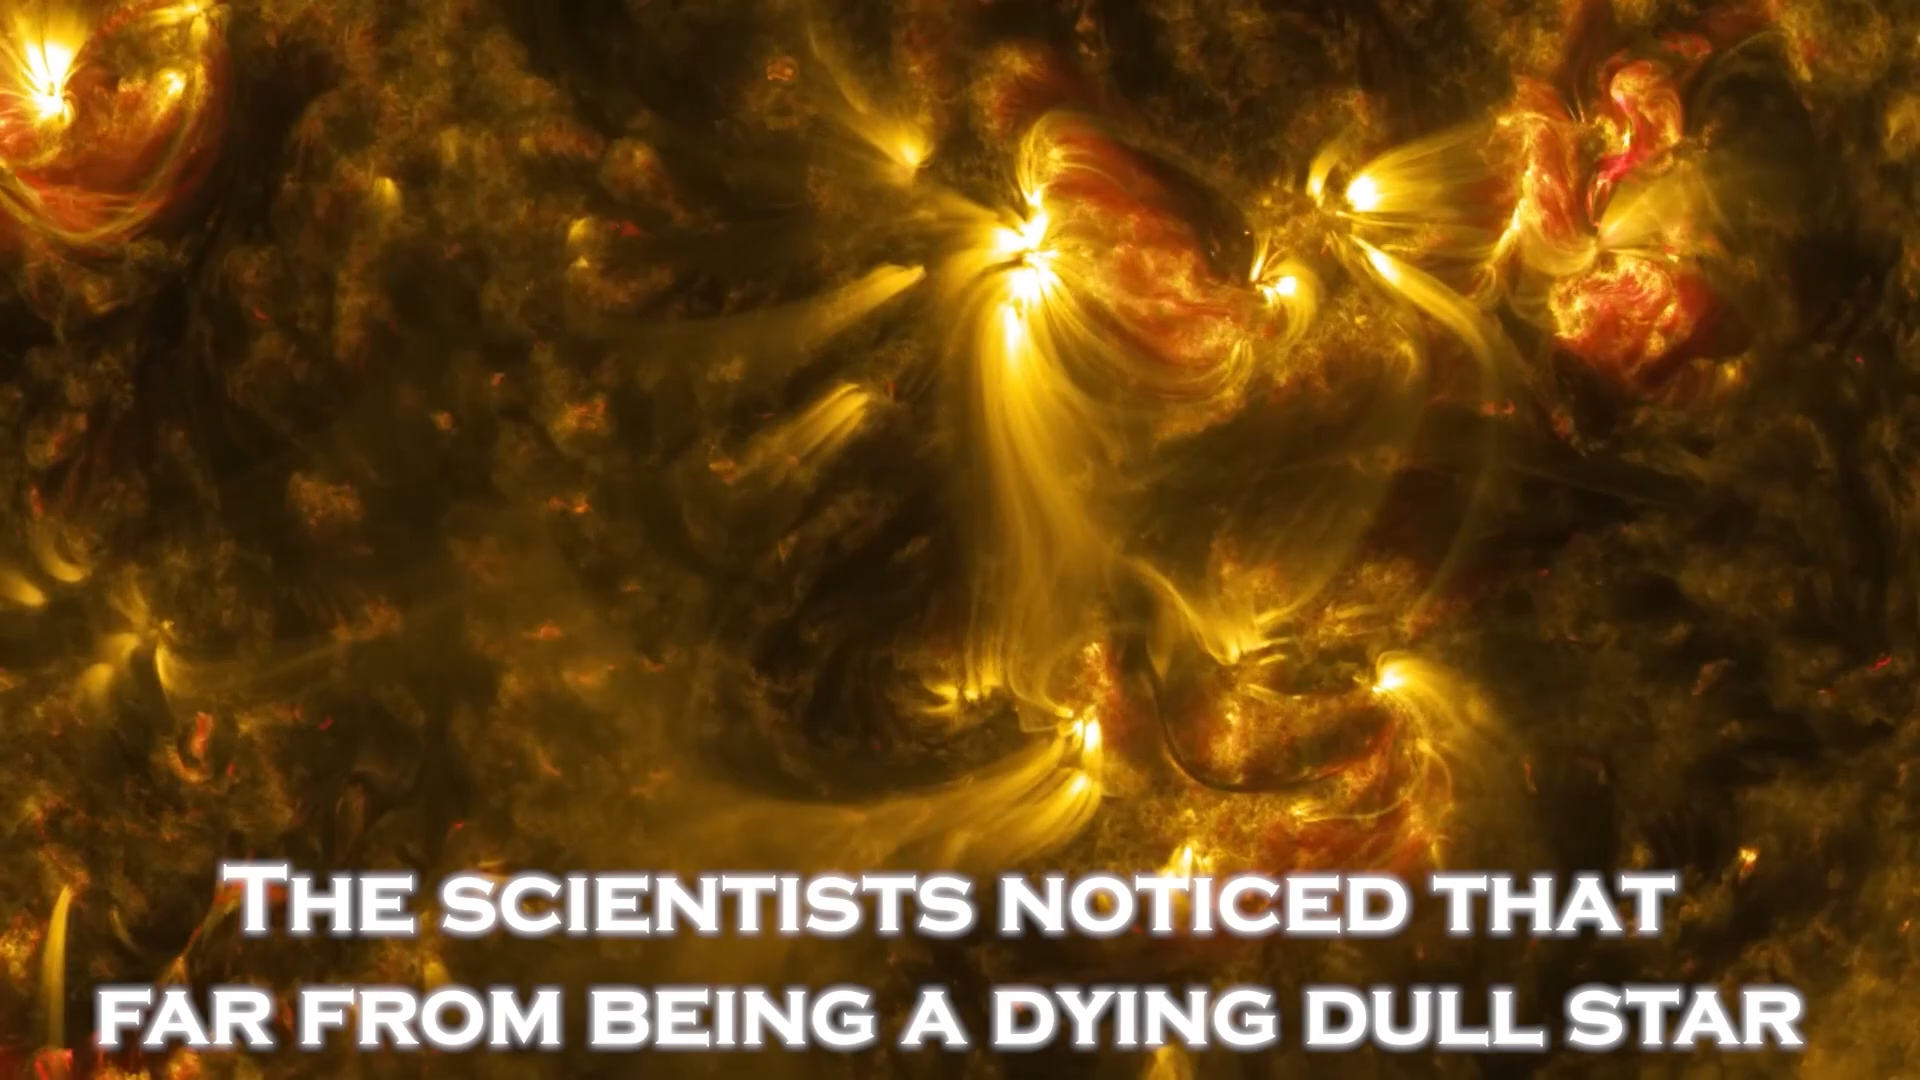 The scientists noticed that
far from being a dying dull star